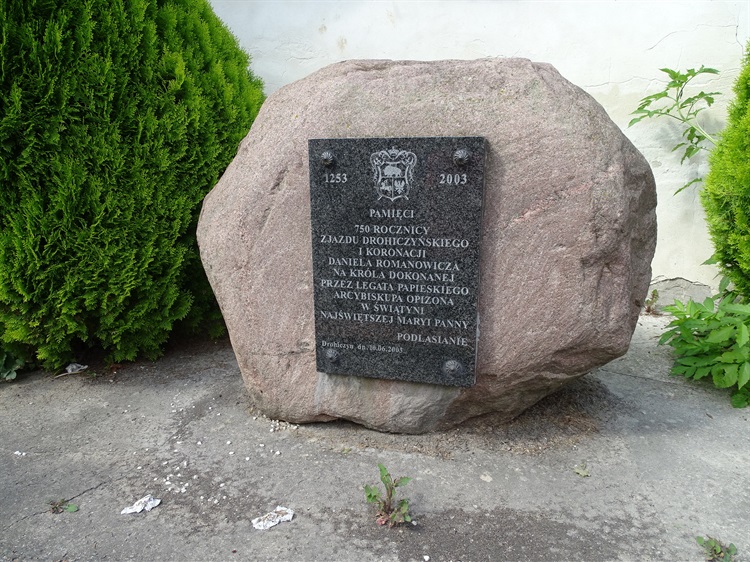 1253 2003
PAMIĘCI
750 ROCZNICY
ZJAZDU DROHICZYŃSKIEGO
I KORONACJI
DANIELA ROMANOWICZA
NA KRÓLA DOKONANEJ
PRZEZ LEGATA PAPIESKIEGO
ARCYBISKUPA OPIZONA
W ŚWIĄTYNI
NAJŚWIĘTSZEJ MARYI PANNY
PODLASIANIE
Drohiczyn, dn.